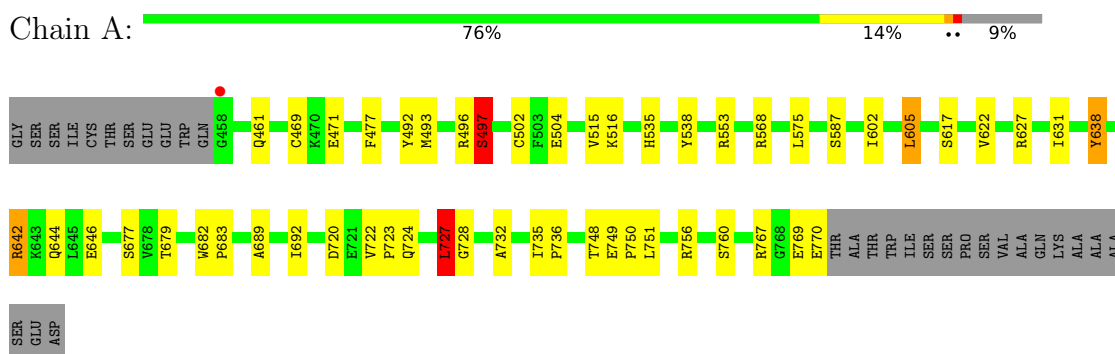 Chain A:
76% 14% •• 9%
GLY SER SER ILE CYS THR SER GLU GLU TRP GLN G458 Q461 C469 K470 E471 F477 Y492 M493 R496 S497 C502 F503 E504 V515 K516 H535 Y538 R553 R568 L575 S587 I602 L605 S617 V622 R627 I631 Y638
R642 K643 Q644 L645 E646 S677 V678 T679 W682 P683 A689 I692 D720 E721 V722 P723 Q724 L727 G728 A732 I735 P736 T748 E749 P750 L751 R756 S760 R767 G768 E769 E770 THR ALA THR TRP ILE SER SER PRO SER VAL ALA GLN LYS ALA ALA ALA
SER GLU ASP